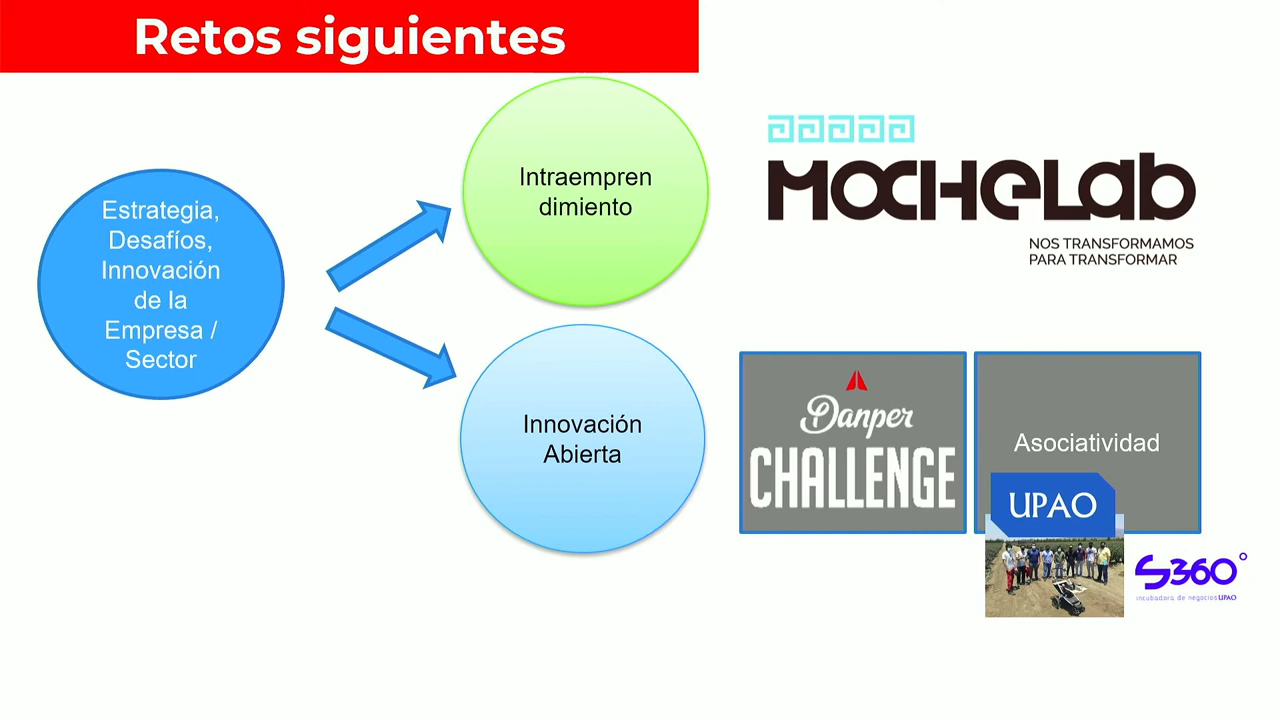 Retos siguientes
Estrategia,
Desafíos,
Innovación
de la
Empresa /
Sector
Intraempren
dimiento
MOCHELab
NOS TRANSFORMAMOS
PARA TRANSFORMAR
Innovación
Abierta
Danper
CHALLENGE
Asociatividad
UPAO
S360°
incubadora de negocios UPAO